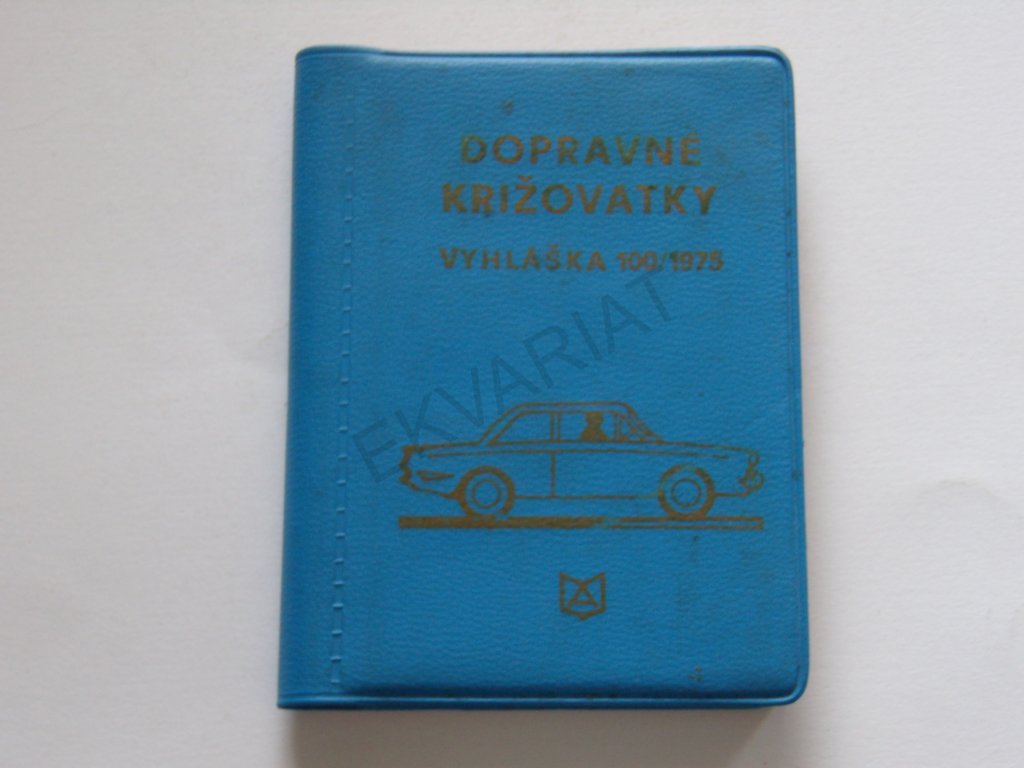 DOPRAVNÉ
KRIŽOVATKY
VYHLÁŠKA 100/1975
EKVARIAT